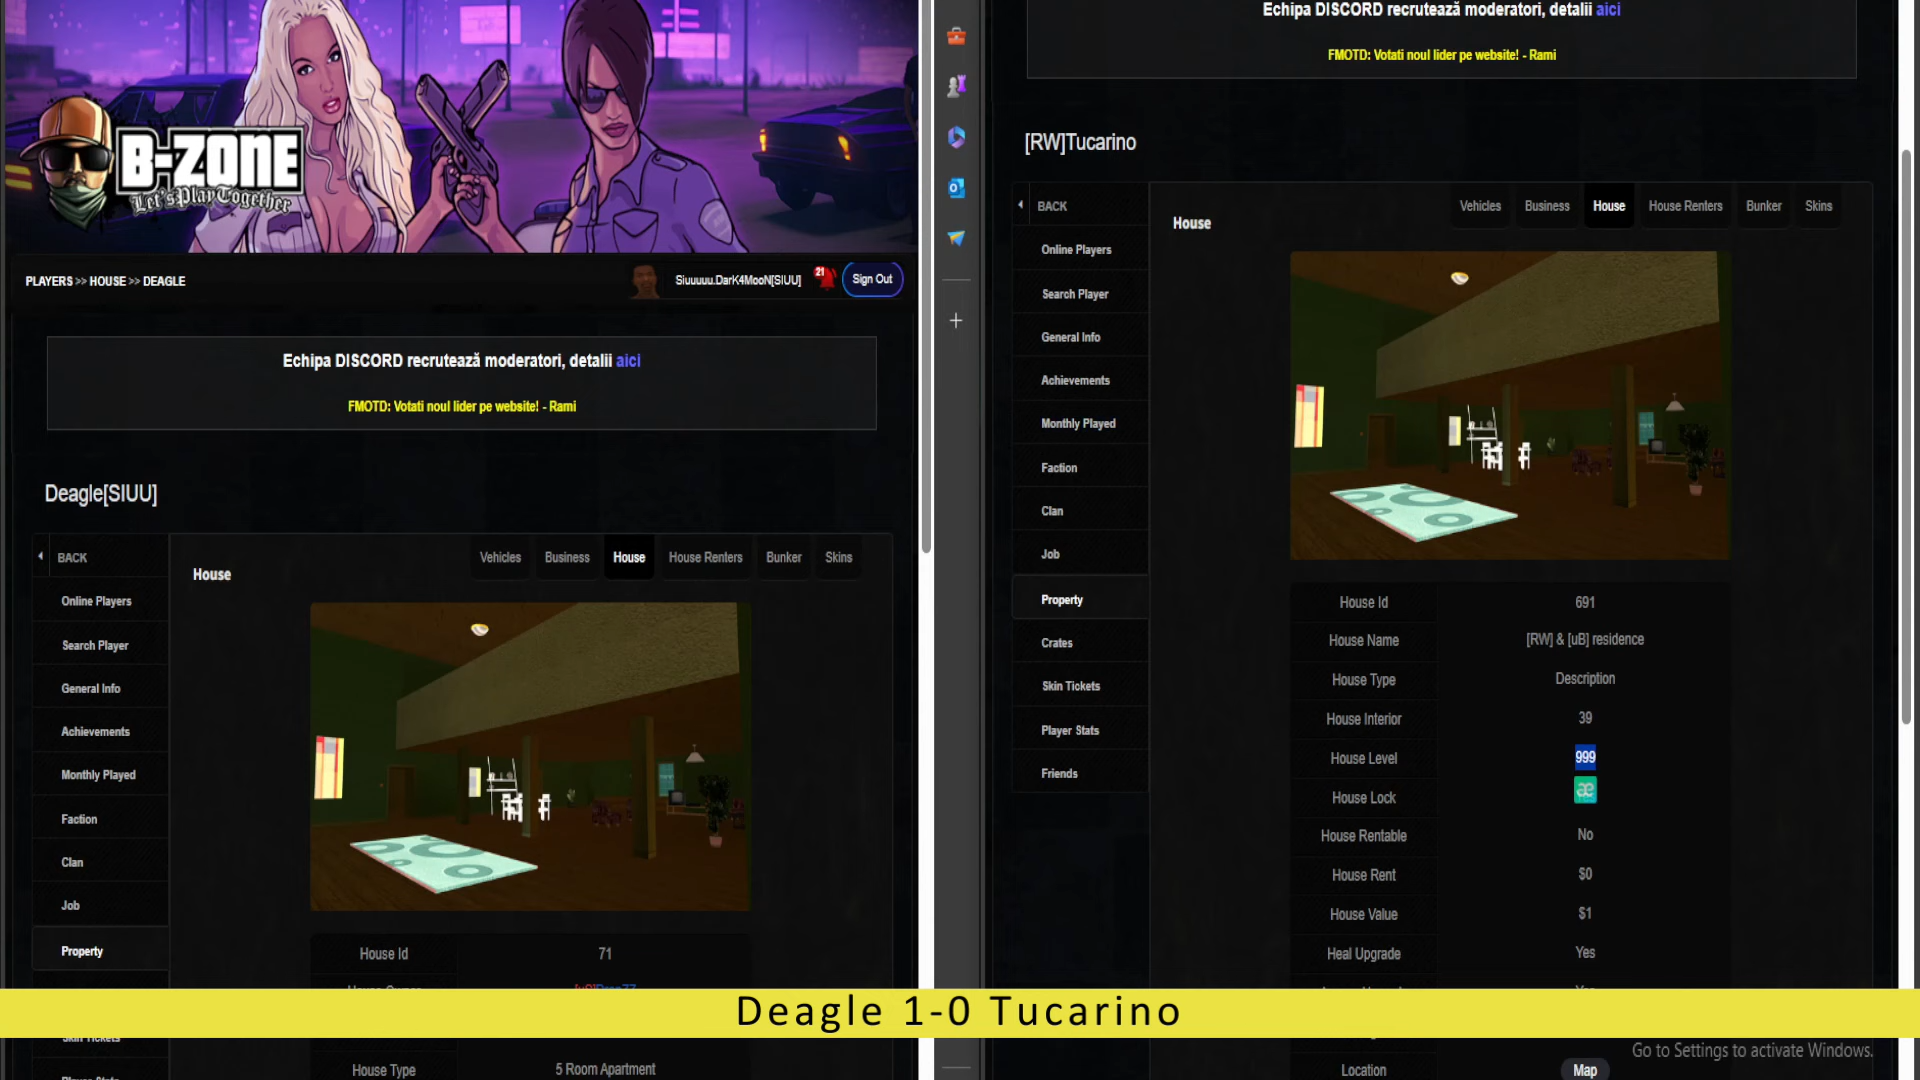 B-ZONE
Let'sPlayTogether
PLAYERS >> HOUSE >> DEAGLE
Siuuuuu.DarK4MooN[SIUU]
21
Sign Out
Echipa DISCORD recrutează moderatori, detalii aici
FMOTD: Votati noul lider pe website! - Rami
Deagle[SIUU]
BACK
Online Players
Search Player
General Info
Achievements
Monthly Played
Faction
Clan
Job
Property
Skin Tickets
House
Vehicles Business House House Renters Bunker Skins
House Id 71
House Type 5 Room Apartment
Echipa DISCORD recrutează moderatori, detalii aici
FMOTD: Votati noul lider pe website! - Rami
[RW]Tucarino
BACK
Online Players
Search Player
General Info
Achievements
Monthly Played
Faction
Clan
Job
Property
Crates
Skin Tickets
Player Stats
Friends
House
Vehicles Business House House Renters Bunker Skins
House Id 691
House Name [RW] & [uB] residence
House Type Description
House Interior 39
House Level 999
House Lock
House Rentable No
House Rent $0
House Value $1
Heal Upgrade Yes
Location Map
Deagle 1-0 Tucarino
Go to Settings to activate Windows.